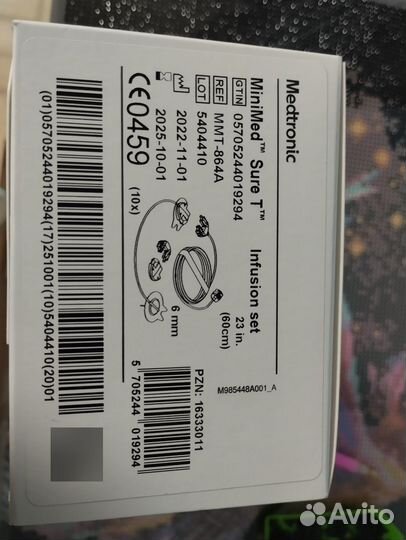 Medtronic
MiniMed™ Sure T™ Infusion set
GTIN 05705244019294 23 in.
REF MMT-864A (60cm)
LOT 5404410
2022-11-01
2025-10-01 6 mm
CE0459 (10x)
(01)05705244019294(17)251001(10)5404410(20)01
M985448A001_A
PZN: 16333011
5 705244 019294
Avito